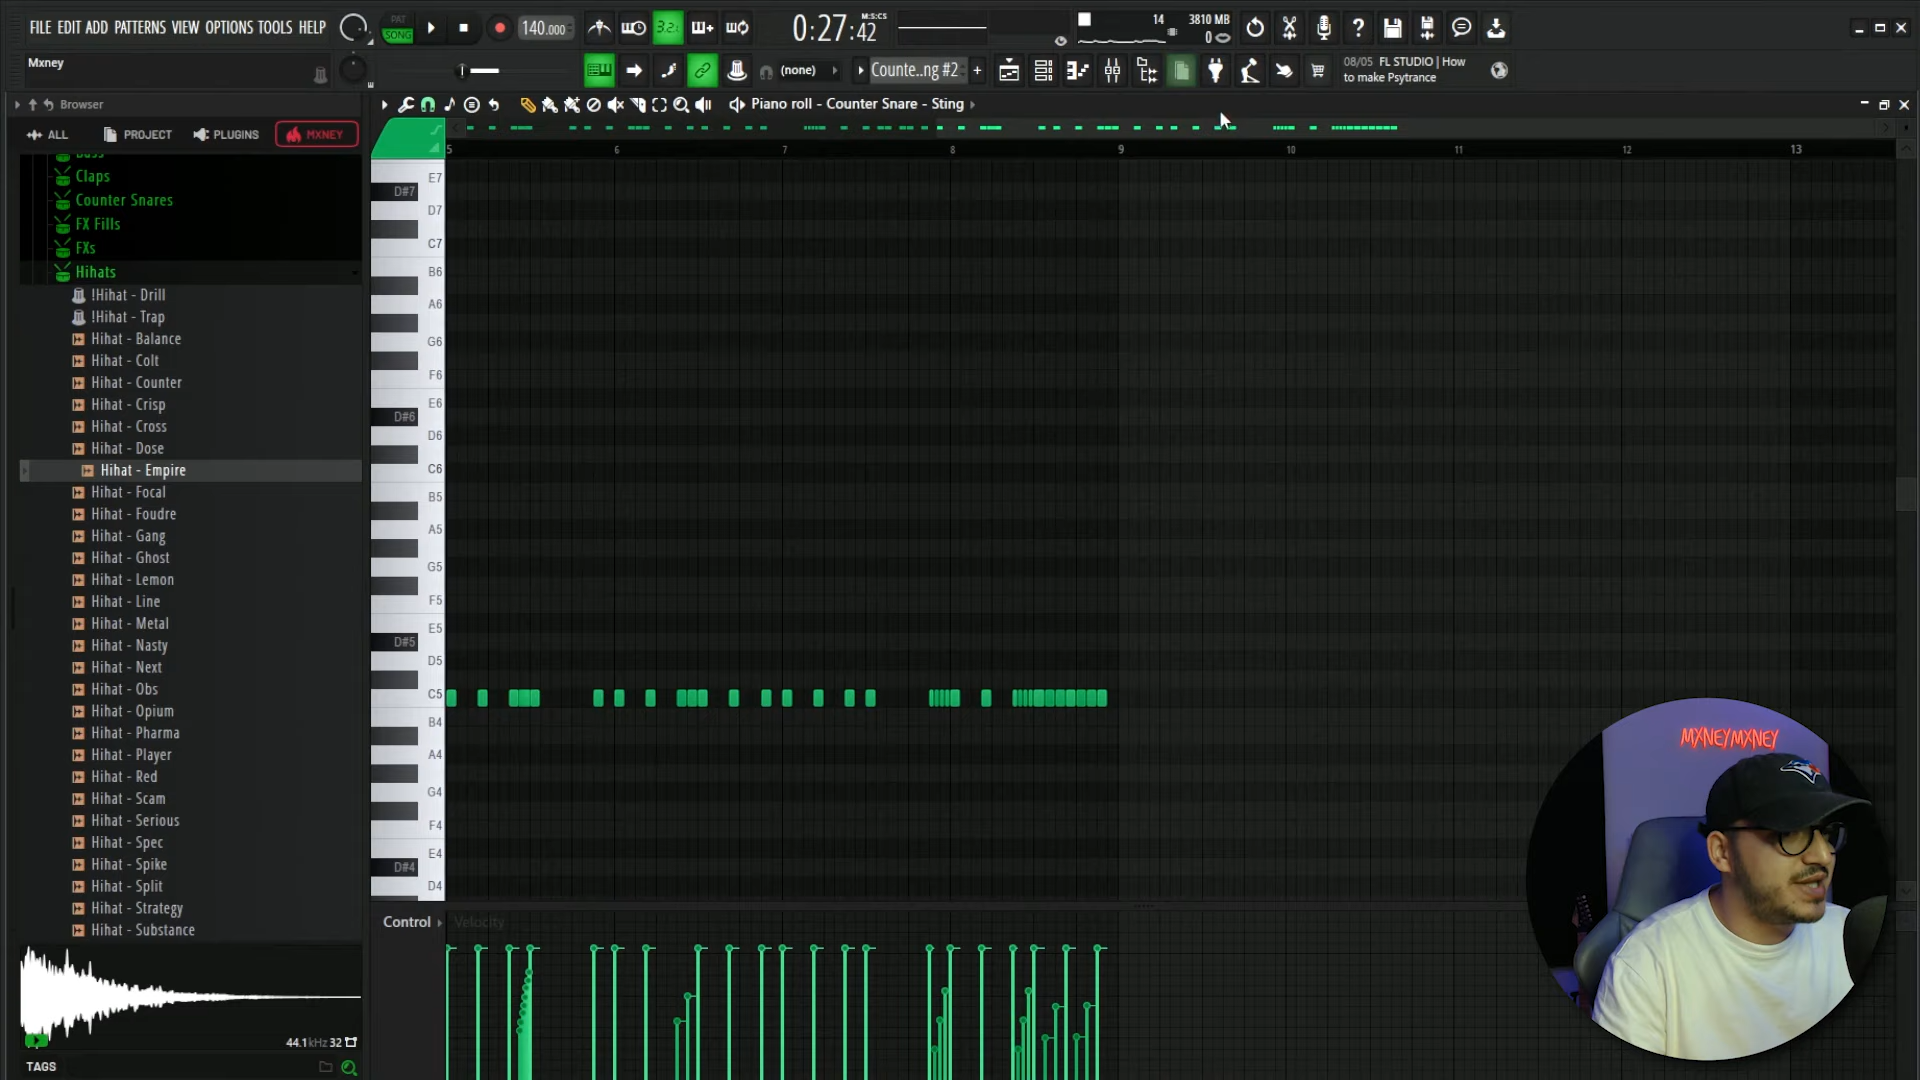 FILE EDIT ADD PATTERNS VIEW OPTIONS TOOLS HELP
PAT
SONG
140.000
3.2.
0:27:42
M:S:CS
14
3810 MB
0
Mxney
(none)
Counte..ng #2
+
08/05 FL STUDIO | How
to make Psytrance
Browser
Piano roll - Counter Snare - Sting
ALL
PROJECT
PLUGINS
MXNEY
5
6
7
8
9
10
11
12
13
Claps
Counter Snares
FX Fills
FXs
Hihats
!Hihat - Drill
!Hihat - Trap
Hihat - Balance
Hihat - Colt
Hihat - Counter
Hihat - Crisp
Hihat - Cross
Hihat - Dose
Hihat - Empire
Hihat - Focal
Hihat - Foudre
Hihat - Gang
Hihat - Ghost
Hihat - Lemon
Hihat - Line
Hihat - Metal
Hihat - Nasty
Hihat - Next
Hihat - Obs
Hihat - Opium
Hihat - Pharma
Hihat - Player
Hihat - Red
Hihat - Scam
Hihat - Serious
Hihat - Spec
Hihat - Spike
Hihat - Split
Hihat - Strategy
Hihat - Substance
44.1kHz 32
TAGS
E7
D#7
D7
C7
B6
A6
G6
F6
E6
D#6
D6
C6
B5
A5
G5
F5
E5
D#5
D5
C5
B4
A4
G4
F4
E4
D#4
D4
Control
Velocity
MXNEYMXNEY